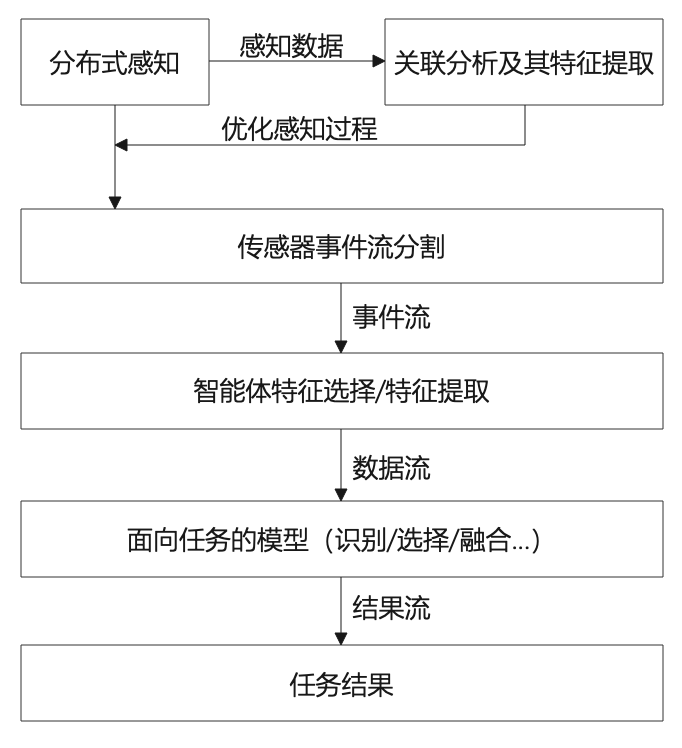 分布式感知
感知数据
关联分析及其特征提取
优化感知过程
传感器事件流分割
事件流
智能体特征选择/特征提取
数据流
面向任务的模型（识别/选择/融合...）
结果流
任务结果